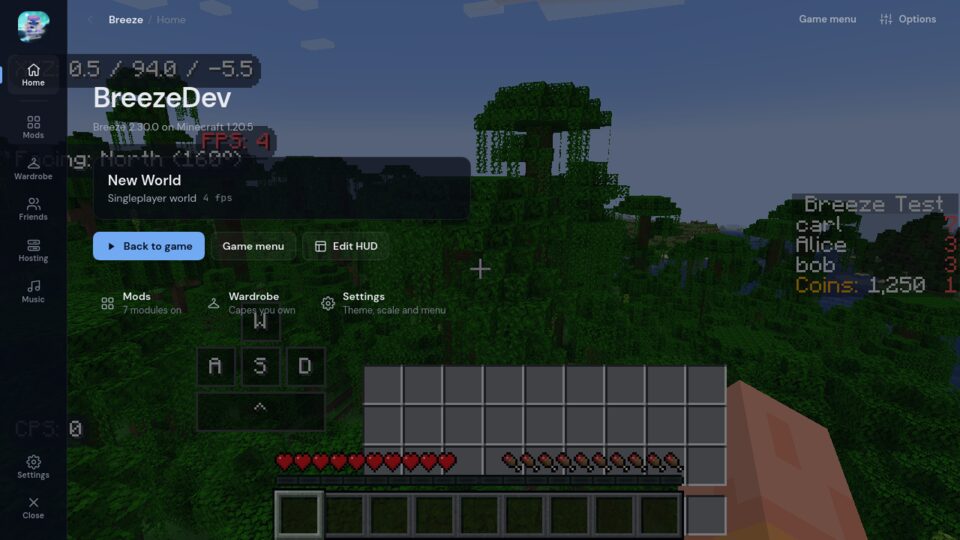 Breeze / Home
Game menu
Options
0.5 / 94.0 / -5.5
Home
BreezeDev
Breeze 2.30.0 on Minecraft 1.20.5
FPS: 4
Mods
Facing: North (160°)
New World
Singleplayer world 4 fps
Wardrobe
Friends
Breeze Test
carl 7
Alice 3
bob 3
Coins: 1,250 1
Back to game
Game menu
Edit HUD
Hosting
Music
Mods
7 modules on
Wardrobe
Capes you own
Settings
Theme, scale and menu
W
A S D
^
CPS: 0
Settings
Close